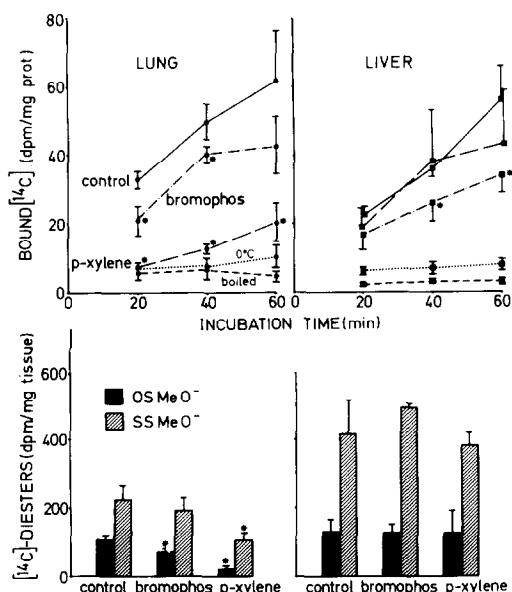 80
LUNG
LIVER
60
40
control
bromophos
20
p-xylene
0°C
boiled
0
BOUND [¹⁴C] (dpm/mg prot)
20 40 60 20 40 60
INCUBATION TIME (min)
OS MeO⁻
SS MeO⁻
600
400
200
0
[¹⁴C]-DIESTERS (dpm/mg tissue)
control bromophos p-xylene control bromophos p-xylene